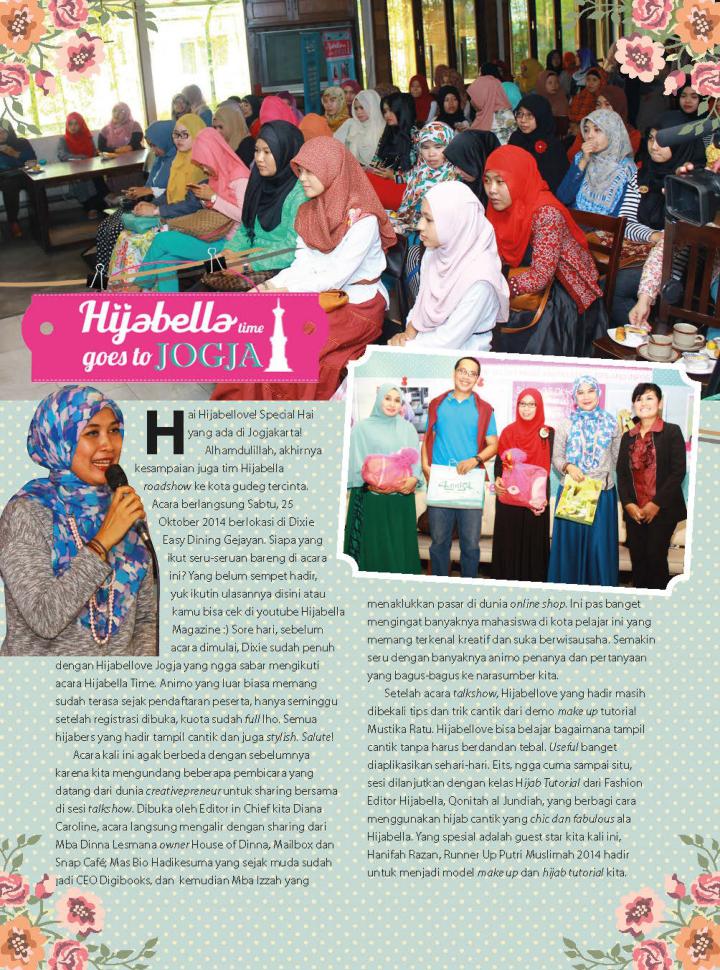 Hijabella time
goes to JOGJA
Hai Hijabellove! Special Hai
yang ada di Jogjakarta!
Alhamdulillah, akhirnya
kesampaian juga tim Hijabella
roadshow ke kota gudeg tercinta.
Acara berlangsung Sabtu, 25
Oktober 2014 berlokasi di Dixie
Easy Dining Gejayan. Siapa yang
ikut seru-seruan bareng di acara
ini? Yang belum sempet hadir,
yuk ikutin ulasannya disini atau
kamu bisa cek di youtube Hijabella
Magazine :) Sore hari, sebelum
acara dimulai, Dixie sudah penuh
dengan Hijabellove Jogja yang ngga sabar mengikuti
acara Hijabella Time. Animo yang luar biasa memang
sudah terasa sejak pendaftaran peserta, hanya seminggu
setelah registrasi dibuka, kuota sudah full lho. Semua
hijabers yang hadir tampil cantik dan juga stylish. Salute!
Acara kali ini agak berbeda dengan sebelumnya
karena kita mengundang beberapa pembicara yang
datang dari dunia creativepreneur untuk sharing bersama
di sesi talkshow. Dibuka oleh Editor in Chief kita Diana
Caroline, acara langsung mengalir dengan sharing dari
Mba Dinna Lesmana owner House of Dinna, Mailbox dan
Snap Café; Mas Bio Hadikesuma yang sejak muda sudah
jadi CEO Digibooks, dan kemudian Mba Izzah yang
menaklukkan pasar di dunia online shop. Ini pas banget
mengingat banyaknya mahasiswa di kota pelajar ini yang
memang terkenal kreatif dan suka berwisausaha. Semakin
seru dengan banyaknya animo penanya dan pertanyaan
yang bagus-bagus ke narasumber kita.
Setelah acara talkshow, Hijabellove yang hadir masih
dibekali tips dan trik cantik dari demo make up tutorial
Mustika Ratu. Hijabellove bisa belajar bagaimana tampil
cantik tanpa harus berdandan tebal. Useful banget
diaplikasikan sehari-hari. Eits, ngga cuma sampai situ,
sesi dilanjutkan dengan kelas Hijab Tutorial dari Fashion
Editor Hijabella, Qonitah al Jundiah, yang berbagi cara
menggunakan hijab cantik yang chic dan fabulous ala
Hijabella. Yang spesial adalah guest star kita kali ini,
Hanifah Razan, Runner Up Putri Muslimah 2014 hadir
untuk menjadi model make up dan hijab tutorial kita.